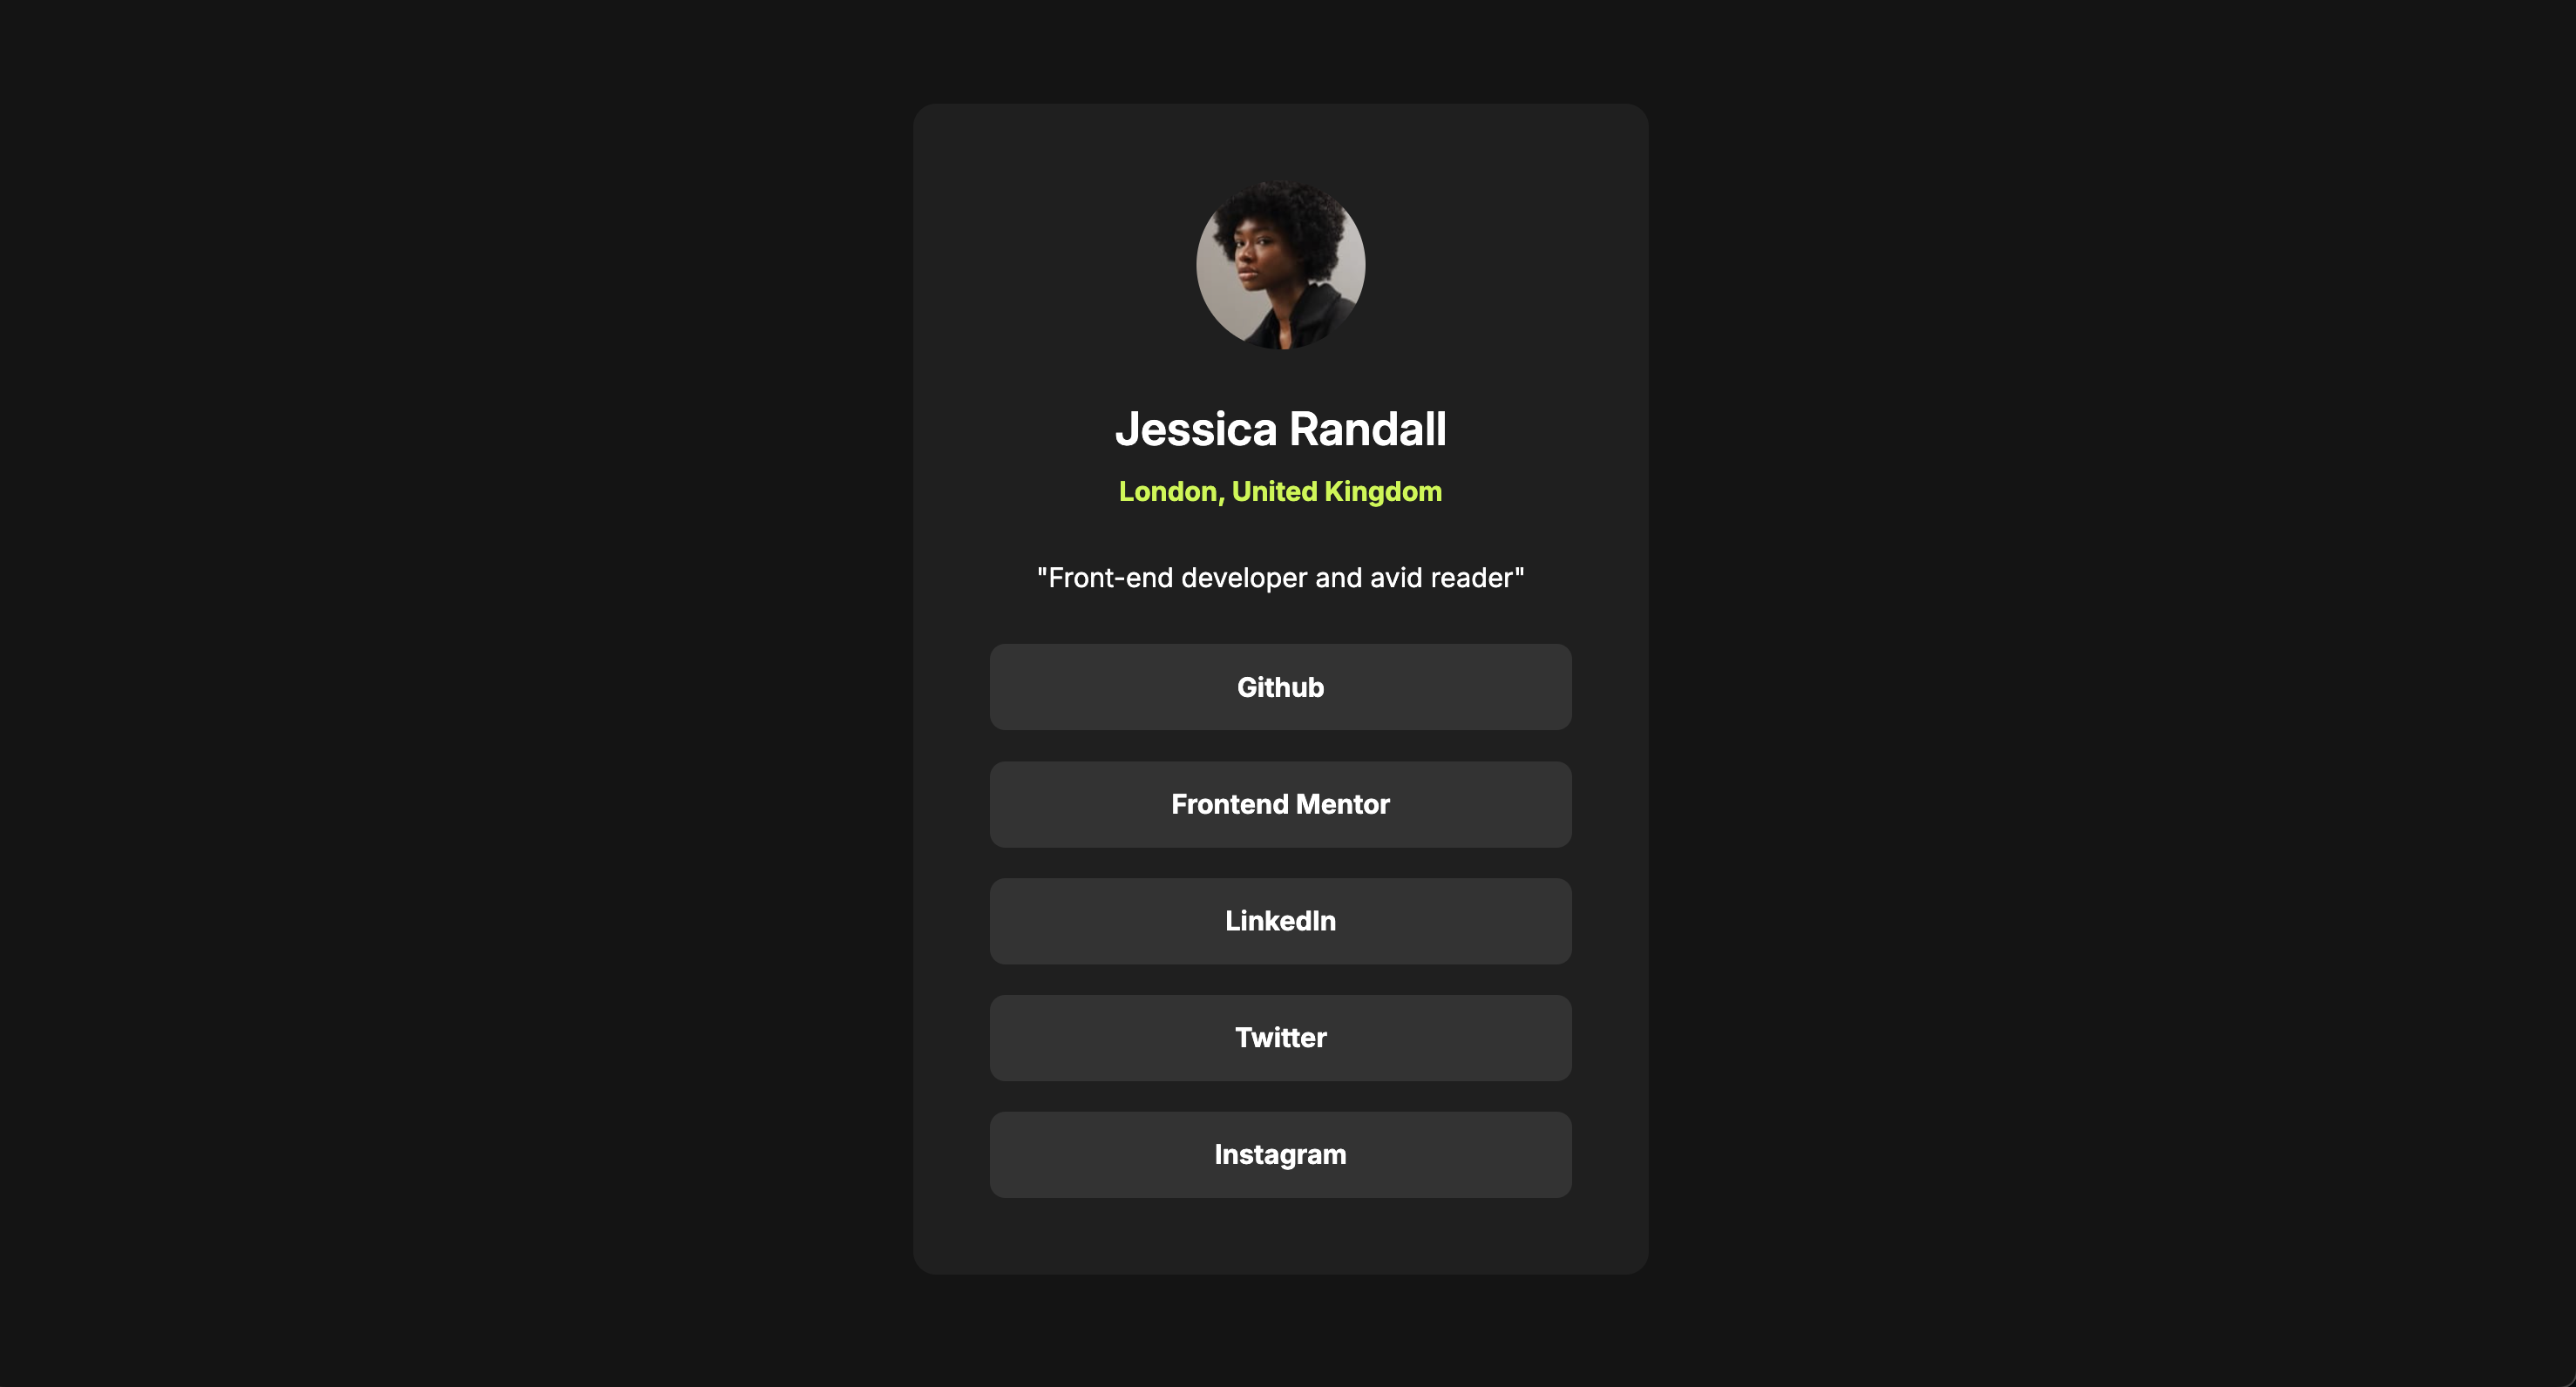 Jessica Randall
London, United Kingdom
"Front-end developer and avid reader"
Github
Frontend Mentor
LinkedIn
Twitter
Instagram